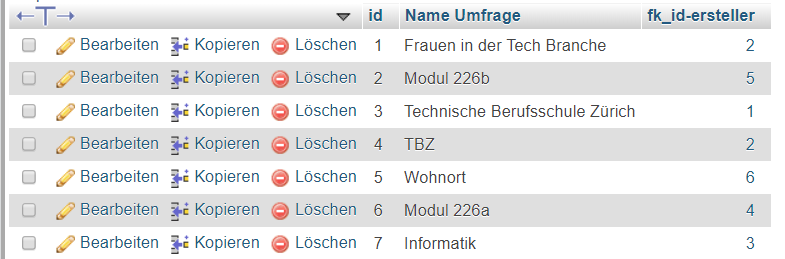 id Name Umfrage fk_id-ersteller
Bearbeiten Kopieren Löschen 1 Frauen in der Tech Branche 2
Bearbeiten Kopieren Löschen 2 Modul 226b 5
Bearbeiten Kopieren Löschen 3 Technische Berufsschule Zürich 1
Bearbeiten Kopieren Löschen 4 TBZ 2
Bearbeiten Kopieren Löschen 5 Wohnort 6
Bearbeiten Kopieren Löschen 6 Modul 226a 4
Bearbeiten Kopieren Löschen 7 Informatik 3